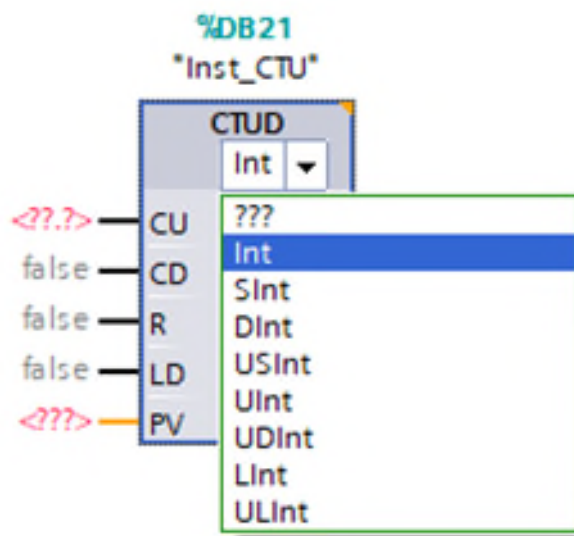 %DB21
"Inst_CTU"
CTUD
Int
<??.?> CU
false CD
false R
false LD
<???> PV
???
Int
SInt
DInt
USInt
UInt
UDInt
LInt
ULInt